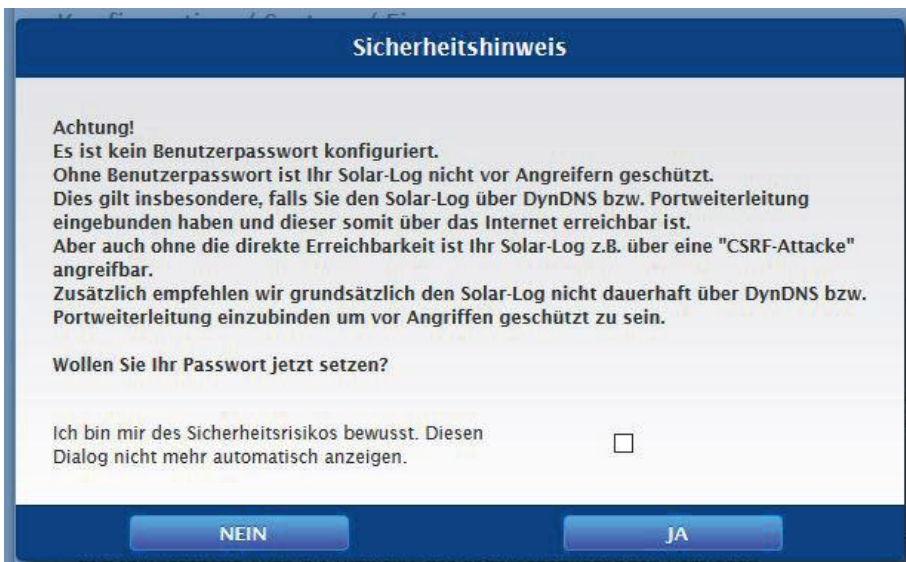 Sicherheitshinweis
Achtung!
Es ist kein Benutzerpasswort konfiguriert.
Ohne Benutzerpasswort ist Ihr Solar-Log nicht vor Angreifern geschützt.
Dies gilt insbesondere, falls Sie den Solar-Log über DynDNS bzw. Portweiterleitung
eingebunden haben und dieser somit über das Internet erreichbar ist.
Aber auch ohne die direkte Erreichbarkeit ist Ihr Solar-Log z.B. über eine "CSRF-Attacke"
angreifbar.
Zusätzlich empfehlen wir grundsätzlich den Solar-Log nicht dauerhaft über DynDNS bzw.
Portweiterleitung einzubinden um vor Angriffen geschützt zu sein.
Wollen Sie Ihr Passwort jetzt setzen?
Ich bin mir des Sicherheitsrisikos bewusst. Diesen
Dialog nicht mehr automatisch anzeigen.
NEIN
JA